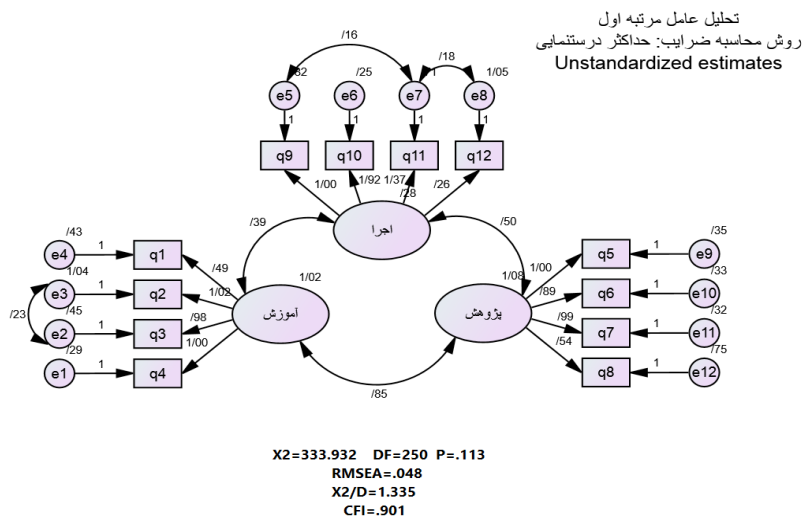 تحلیل عامل مرتبه اول
روش محاسبه ضرایب: حداکثر درستنمایی
Unstandardized estimates
/16
/18
/32
/25
1
1/05
e5
e6
e7
e8
1
1
1
1
q9
q10
q11
q12
1/00
1/92
1/37
/26
/28
اجرا
/39
/50
/43
e4
1
q1
/49
1/04
e3
1
q2
1/02
/45
e2
1
q3
/98
/29
e1
1
q4
1/00
/23
1/02
آموزش
1/08
پژوهش
/85
1/00
q5
1
e9
/35
/89
q6
1
e10
/33
/99
q7
1
e11
/32
/54
q8
1
e12
/75
X2=333.932 DF=250 P=.113
RMSEA=.048
X2/D=1.335
CFI=.901